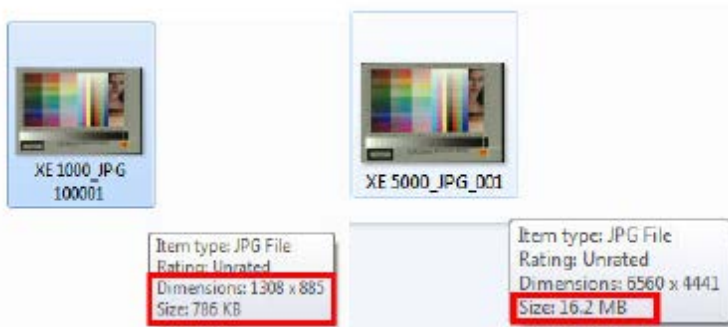 XE 1000_JPG
100001
XE 5000_JPG_001
Item type: JPG File
Rating: Unrated
Dimensions: 1308 x 885
Size: 786 KB
Item type: JPG File
Rating: Unrated
Dimensions: 6560 x 4441
Size: 16.2 MB